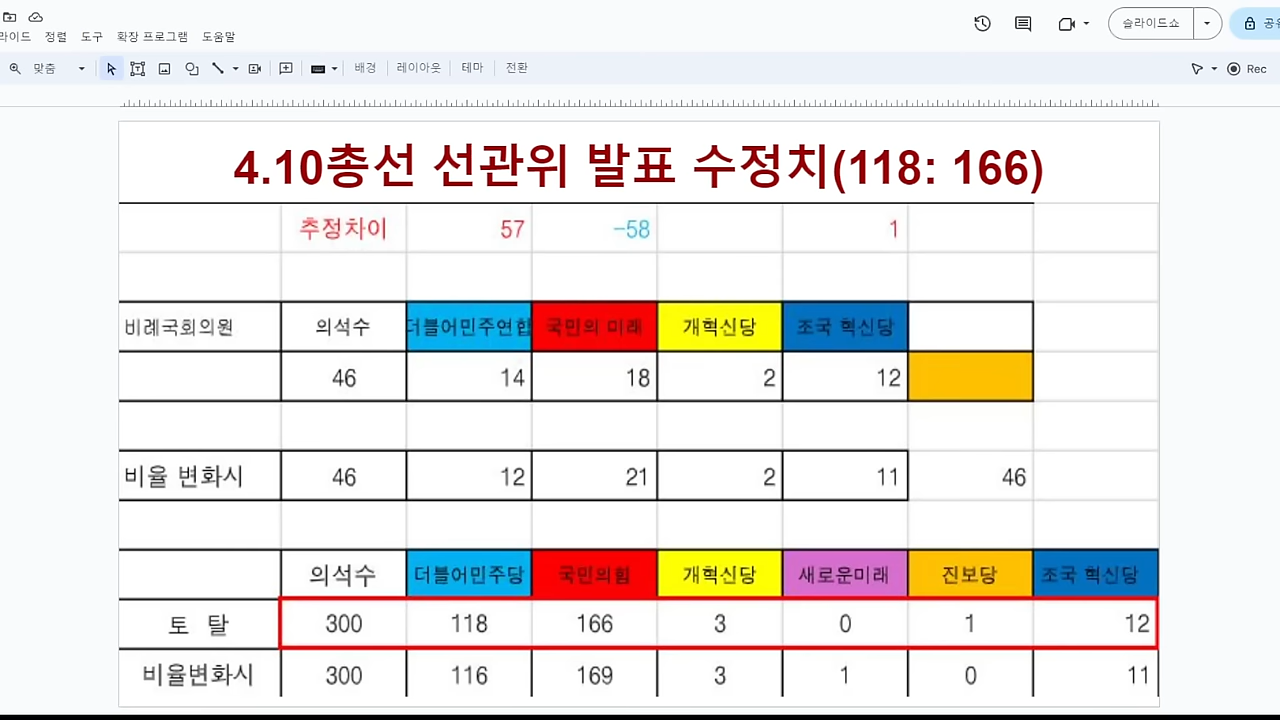 라이드 정렬 도구 확장 프로그램 도움말
슬라이드쇼
공유
맞춤 배경 레이아웃 테마 전환 Rec
4.10총선 선관위 발표 수정치(118: 166)
추정차이 57 -58 1
비례국회의원 의석수 더불어민주연합 국민의 미래 개혁신당 조국 혁신당
46 14 18 2 12
비율 변화시 46 12 21 2 11 46
의석수 더불어민주당 국민의힘 개혁신당 새로운미래 진보당 조국 혁신당
토 탈 300 118 166 3 0 1 12
비율변화시 300 116 169 3 1 0 11